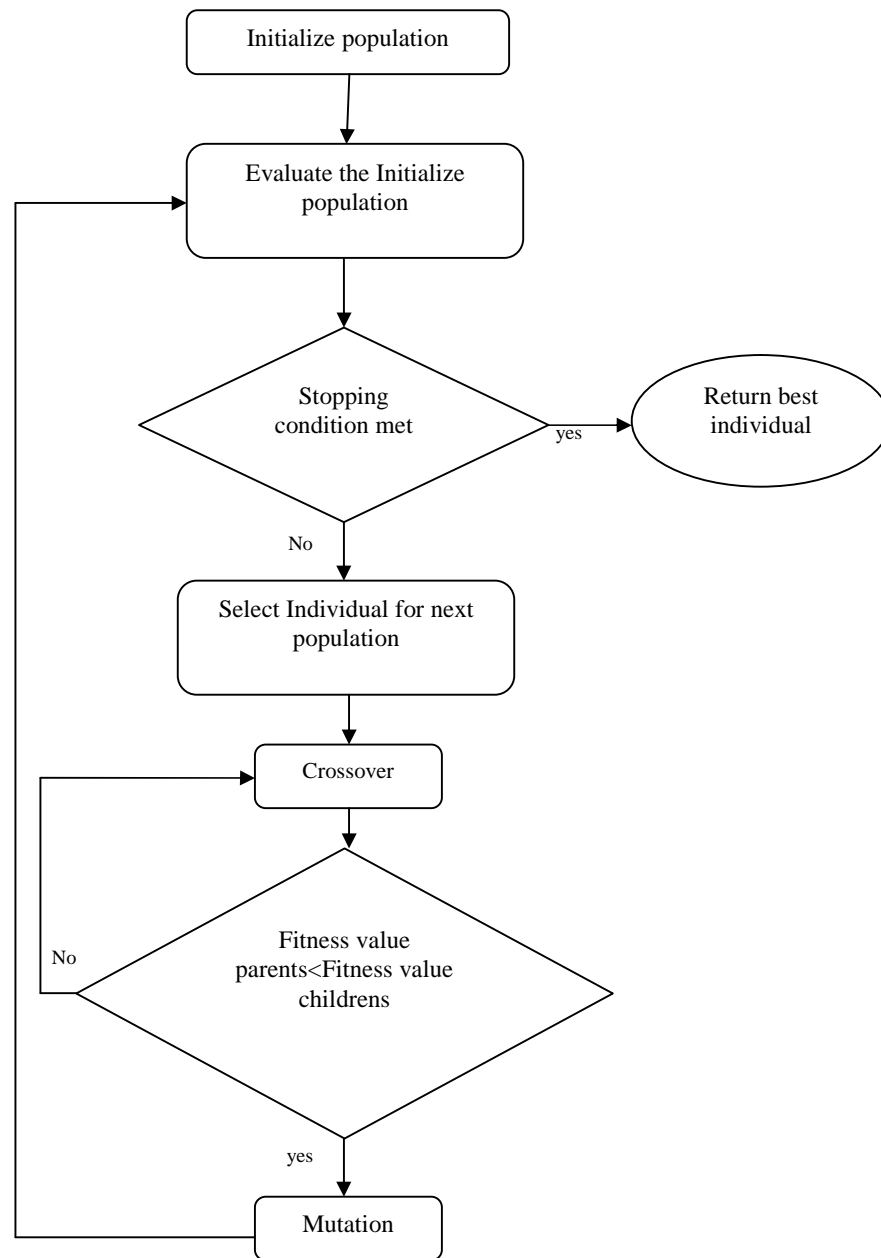 Initialize population
Evaluate the Initialize
population
Stopping
condition met
yes
Return best
individual
No
Select Individual for next
population
Crossover
No
Fitness value
parents<Fitness value
childrens
yes
Mutation